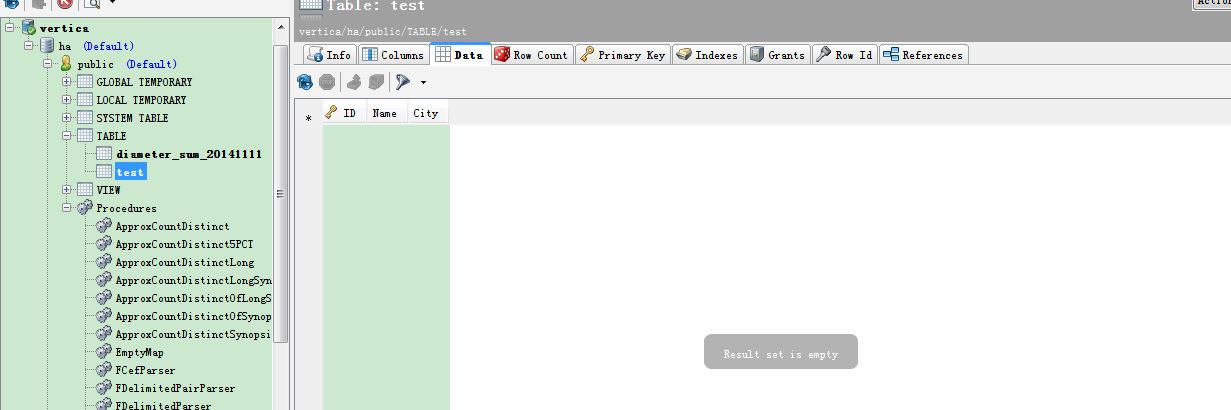 Table: test
Action
vertica/ha/public/TABLE/test
vertica
ha (Default)
public (Default)
GLOBAL TEMPORARY
LOCAL TEMPORARY
SYSTEM TABLE
TABLE
diameter_sum_20141111
test
VIEW
Procedures
ApproxCountDistinct
ApproxCountDistinct5PCT
ApproxCountDistinctLong
ApproxCountDistinctLongSyn
ApproxCountDistinctOfLongS
ApproxCountDistinctOfSynop
ApproxCountDistinctSynopsi
EmptyMap
FCefParser
FDelimitedPairParser
FDelimitedParser
Info Columns Data Row Count Primary Key Indexes Grants Row Id References
* ID Name City
Result set is empty